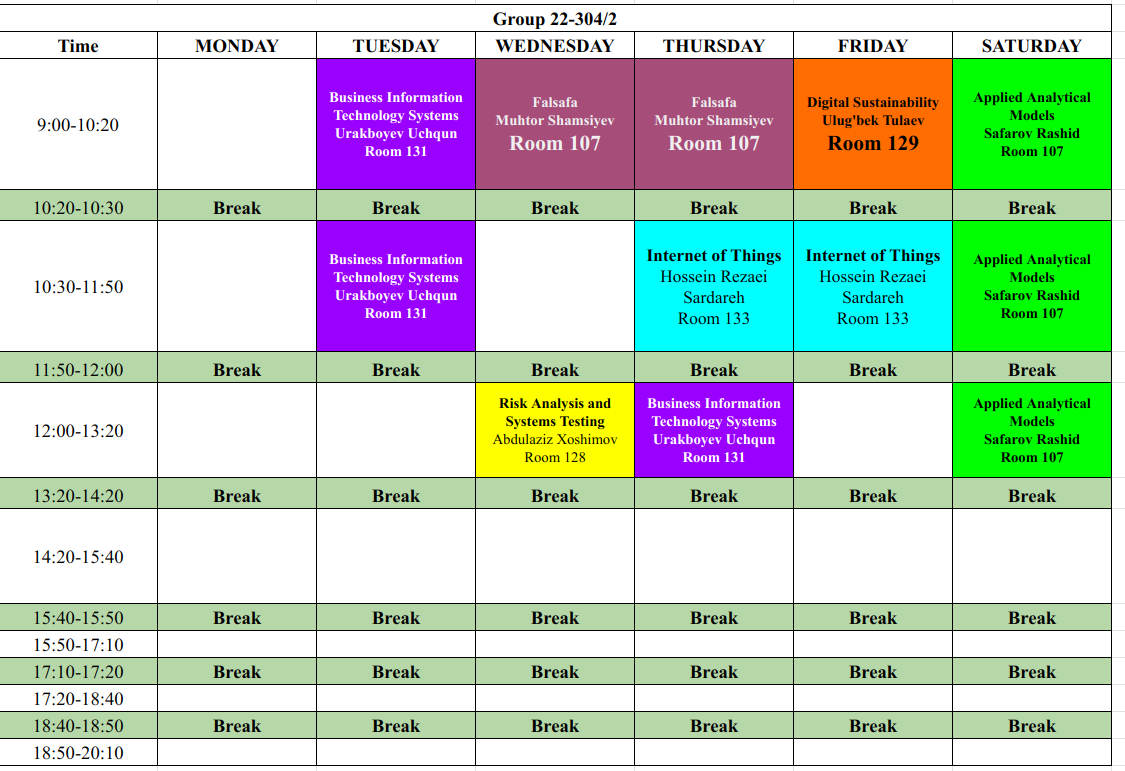 Group 22-304/2
Time MONDAY TUESDAY WEDNESDAY THURSDAY FRIDAY SATURDAY
9:00-10:20
Business Information
Technology Systems
Urakboyev Uchqun
Room 131
Falsafa
Muhtor Shamsiyev
Room 107
Falsafa
Muhtor Shamsiyev
Room 107
Digital Sustainability
Ulug'bek Tulaev
Room 129
Applied Analytical
Models
Safarov Rashid
Room 107
10:20-10:30 Break Break Break Break Break Break
10:30-11:50
Business Information
Technology Systems
Urakboyev Uchqun
Room 131
Internet of Things
Hossein Rezaei
Sardareh
Room 133
Internet of Things
Hossein Rezaei
Sardareh
Room 133
Applied Analytical
Models
Safarov Rashid
Room 107
11:50-12:00 Break Break Break Break Break Break
12:00-13:20
Risk Analysis and
Systems Testing
Abdulaziz Xoshimov
Room 128
Business Information
Technology Systems
Urakboyev Uchqun
Room 131
Applied Analytical
Models
Safarov Rashid
Room 107
13:20-14:20 Break Break Break Break Break Break
14:20-15:40
15:40-15:50 Break Break Break Break Break Break
15:50-17:10
17:10-17:20 Break Break Break Break Break Break
17:20-18:40
18:40-18:50 Break Break Break Break Break Break
18:50-20:10